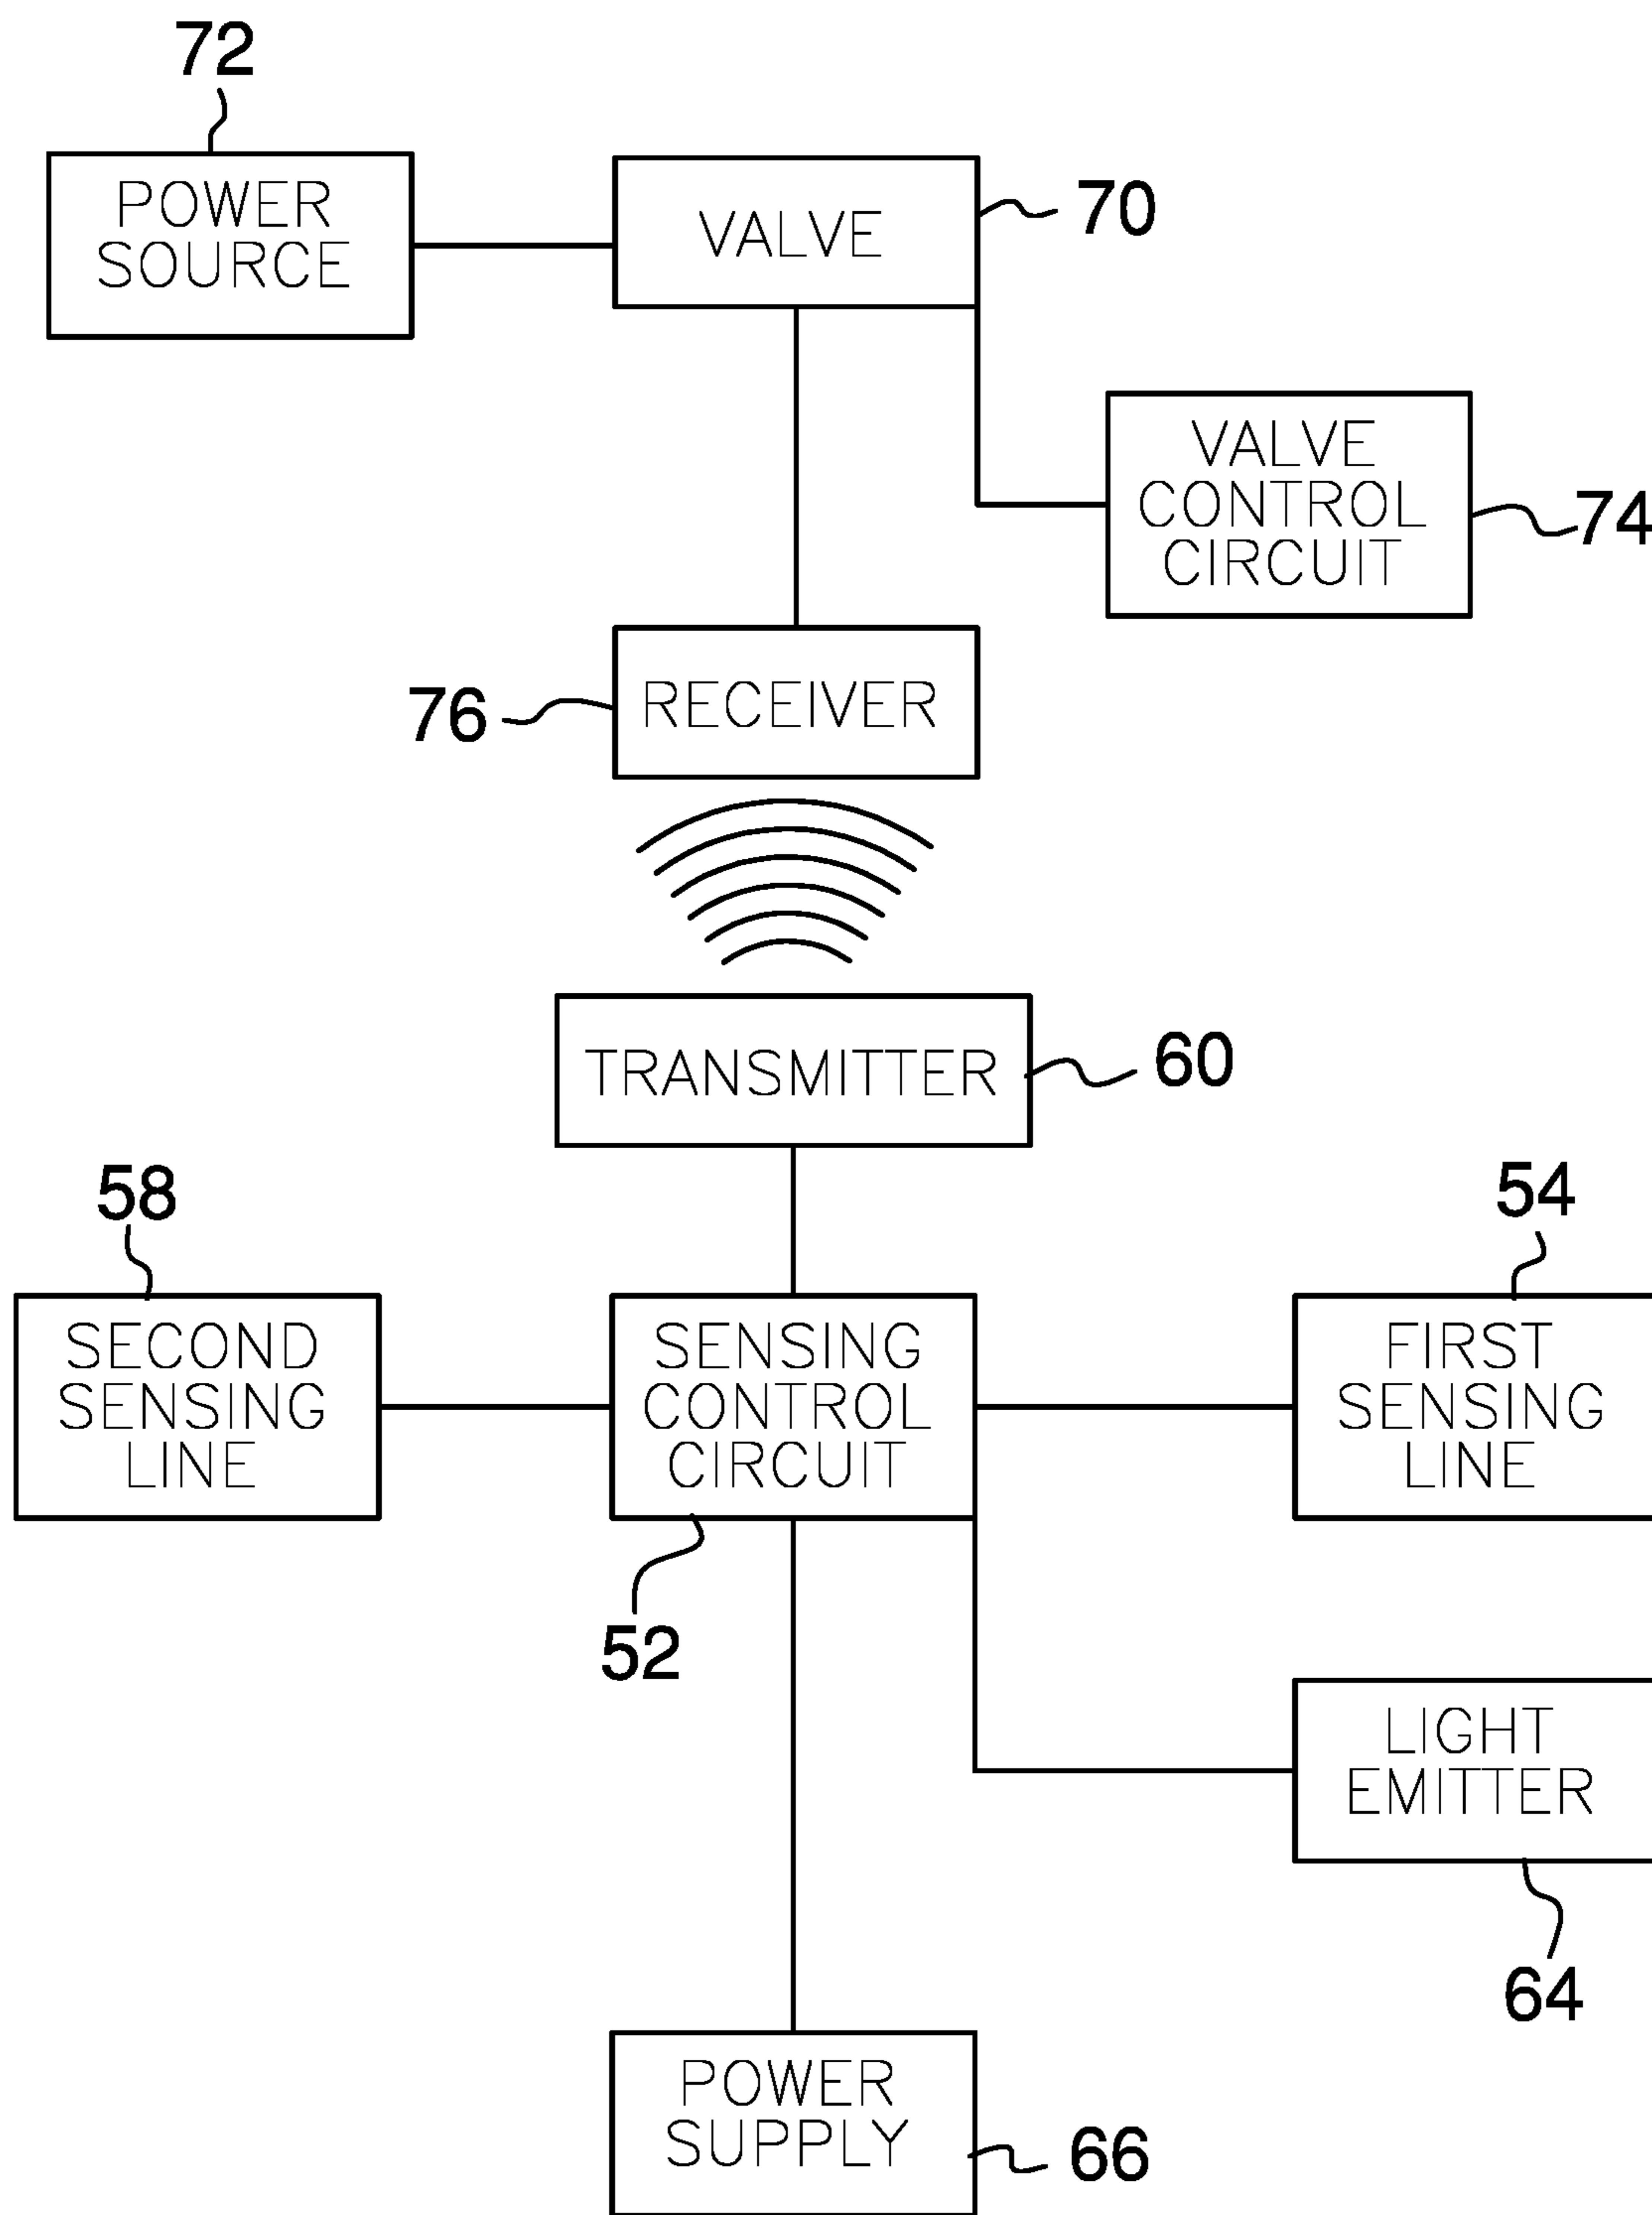 72
POWER
SOURCE
VALVE
70
VALVE
CONTROL
CIRCUIT
74
76
RECEIVER
TRANSMITTER
60
58
54
SECOND
SENSING
LINE
SENSING
CONTROL
CIRCUIT
FIRST
SENSING
LINE
52
LIGHT
EMITTER
64
POWER
SUPPLY
66